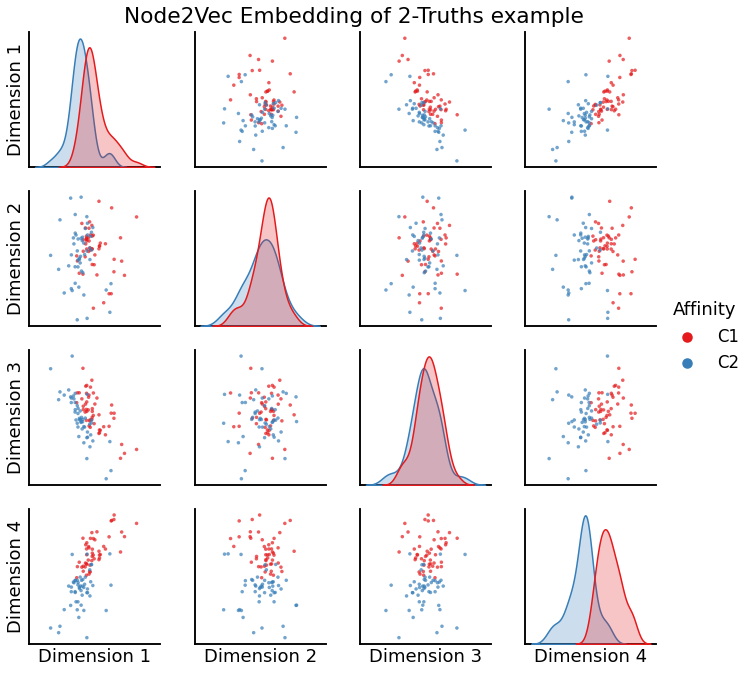 Node2Vec Embedding of 2-Truths example
Dimension 1
Dimension 2
Dimension 3
Dimension 4
Affinity
C1
C2
Dimension 1
Dimension 2
Dimension 3
Dimension 4